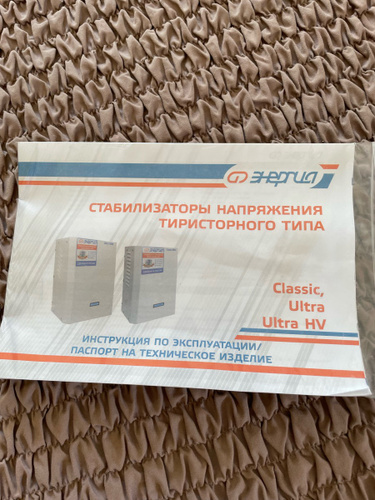 Энергия
СТАБИЛИЗАТОРЫ НАПРЯЖЕНИЯ
ТИРИСТОРНОГО ТИПА
Classic,
Ultra
Ultra HV
ИНСТРУКЦИЯ ПО ЭКСПЛУАТАЦИИ/
ПАСПОРТ НА ТЕХНИЧЕСКОЕ ИЗДЕЛИЕ